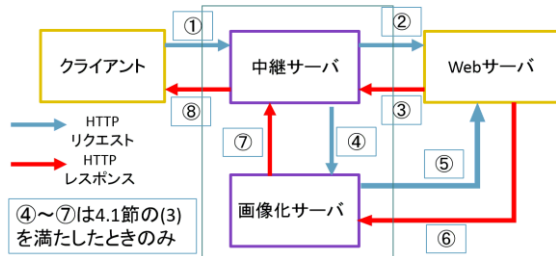 ①
②
クライアント
中継サーバ
Webサーバ
⑧
③
HTTP
リクエスト
⑦
④
HTTP
レスポンス
⑤
④~⑦は4.1節の(3)
を満たしたときのみ
画像化サーバ
⑥